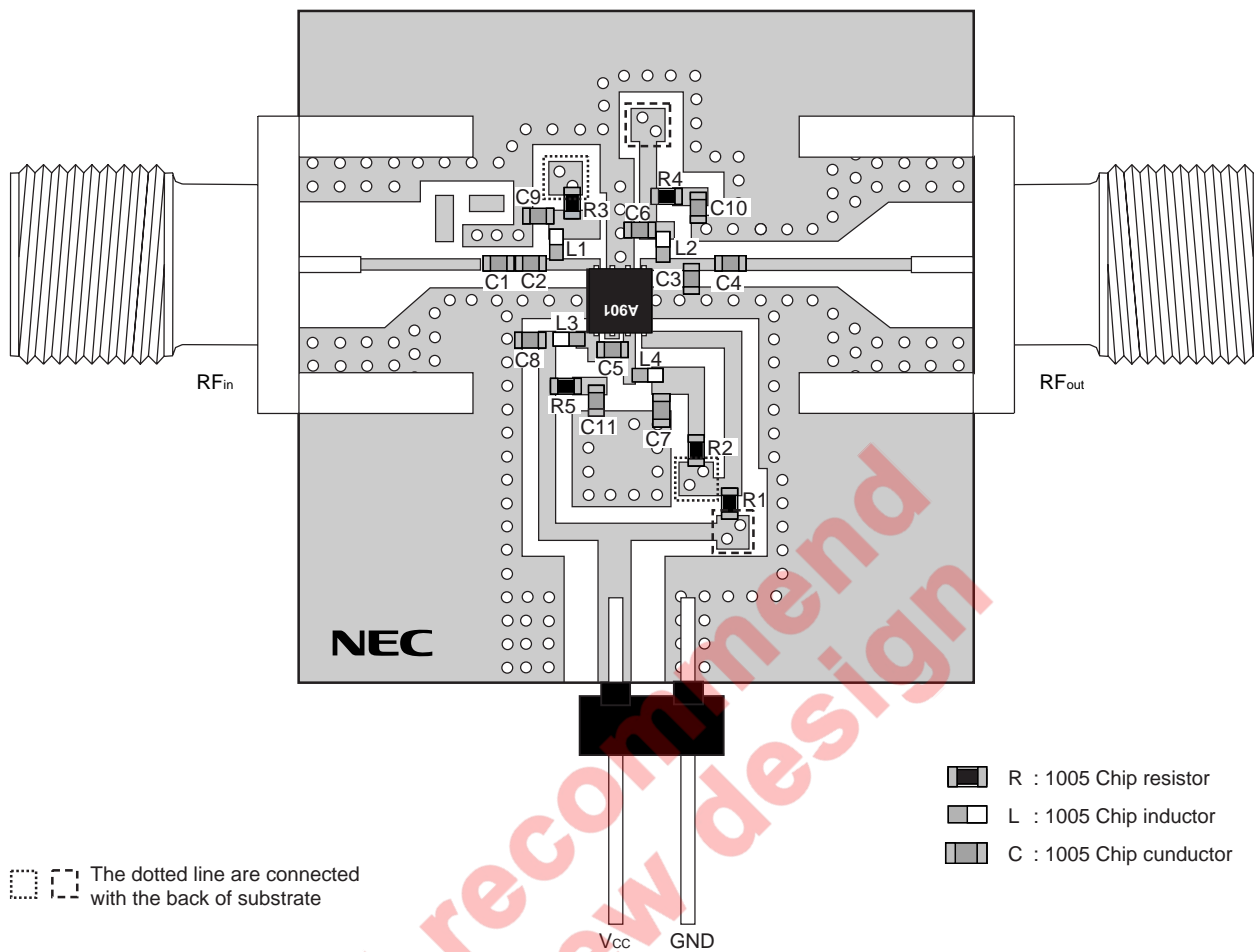 C9
R3
R4
C6
C10
L1
L2
C1
C2
C3
C4
A901
L3
C8
C5
L4
R5
C11
C7
R2
R1
RFin
RFout
NEC
R : 1005 Chip resistor
L : 1005 Chip inductor
C : 1005 Chip cunductor
The dotted line are connected
with the back of substrate
Vcc
GND
recommend
new design